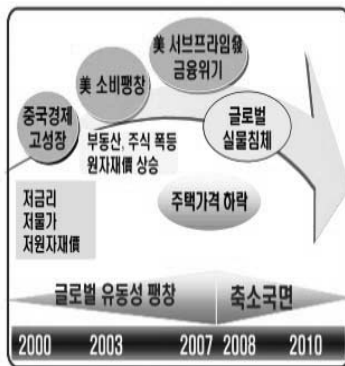 美 서브프라임發
금융위기
美 소비팽창
중국경제
고성장
글로벌
실물침체
부동산, 주식 폭등
원자재價 상승
저금리
저물가
저원자재價
주택가격 하락
글로벌 유동성 팽창
축소국면
2000 2003 2007 2008 2010